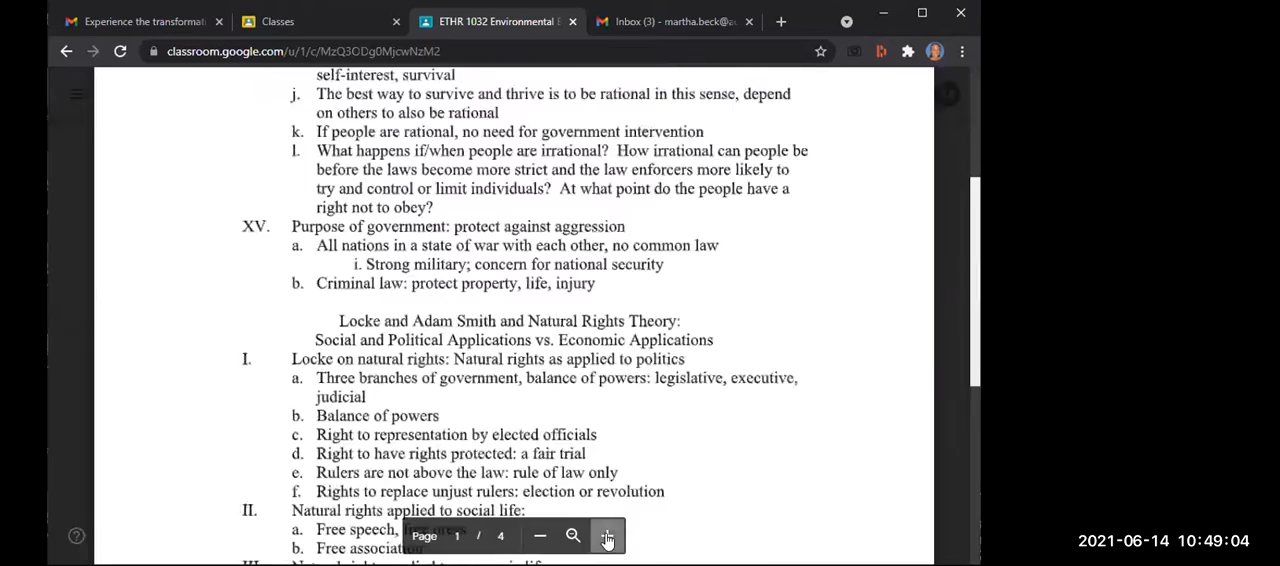 Experience the transformati
Classes
ETHR 1032 Environmental E
Inbox (3) - martha.beck@
classroom.google.com/u/1/c/MzQ3ODg0MjcwNzM2
self-interest, survival
j. The best way to survive and thrive is to be rational in this sense, depend
on others to also be rational
k. If people are rational, no need for government intervention
l. What happens if/when people are irrational? How irrational can people be
before the laws become more strict and the law enforcers more likely to
try and control or limit individuals? At what point do the people have a
right not to obey?
XV. Purpose of government: protect against aggression
a. All nations in a state of war with each other, no common law
i. Strong military; concern for national security
b. Criminal law: protect property, life, injury
Locke and Adam Smith and Natural Rights Theory:
Social and Political Applications vs. Economic Applications
I. Locke on natural rights: Natural rights as applied to politics
a. Three branches of government, balance of powers: legislative, executive,
judicial
b. Balance of powers
c. Right to representation by elected officials
d. Right to have rights protected: a fair trial
e. Rulers are not above the law: rule of law only
f. Rights to replace unjust rulers: election or revolution
II. Natural rights applied to social life:
a. Free speech, free press
Page 1 / 4
b. Free association
2021-06-14 10:49:04